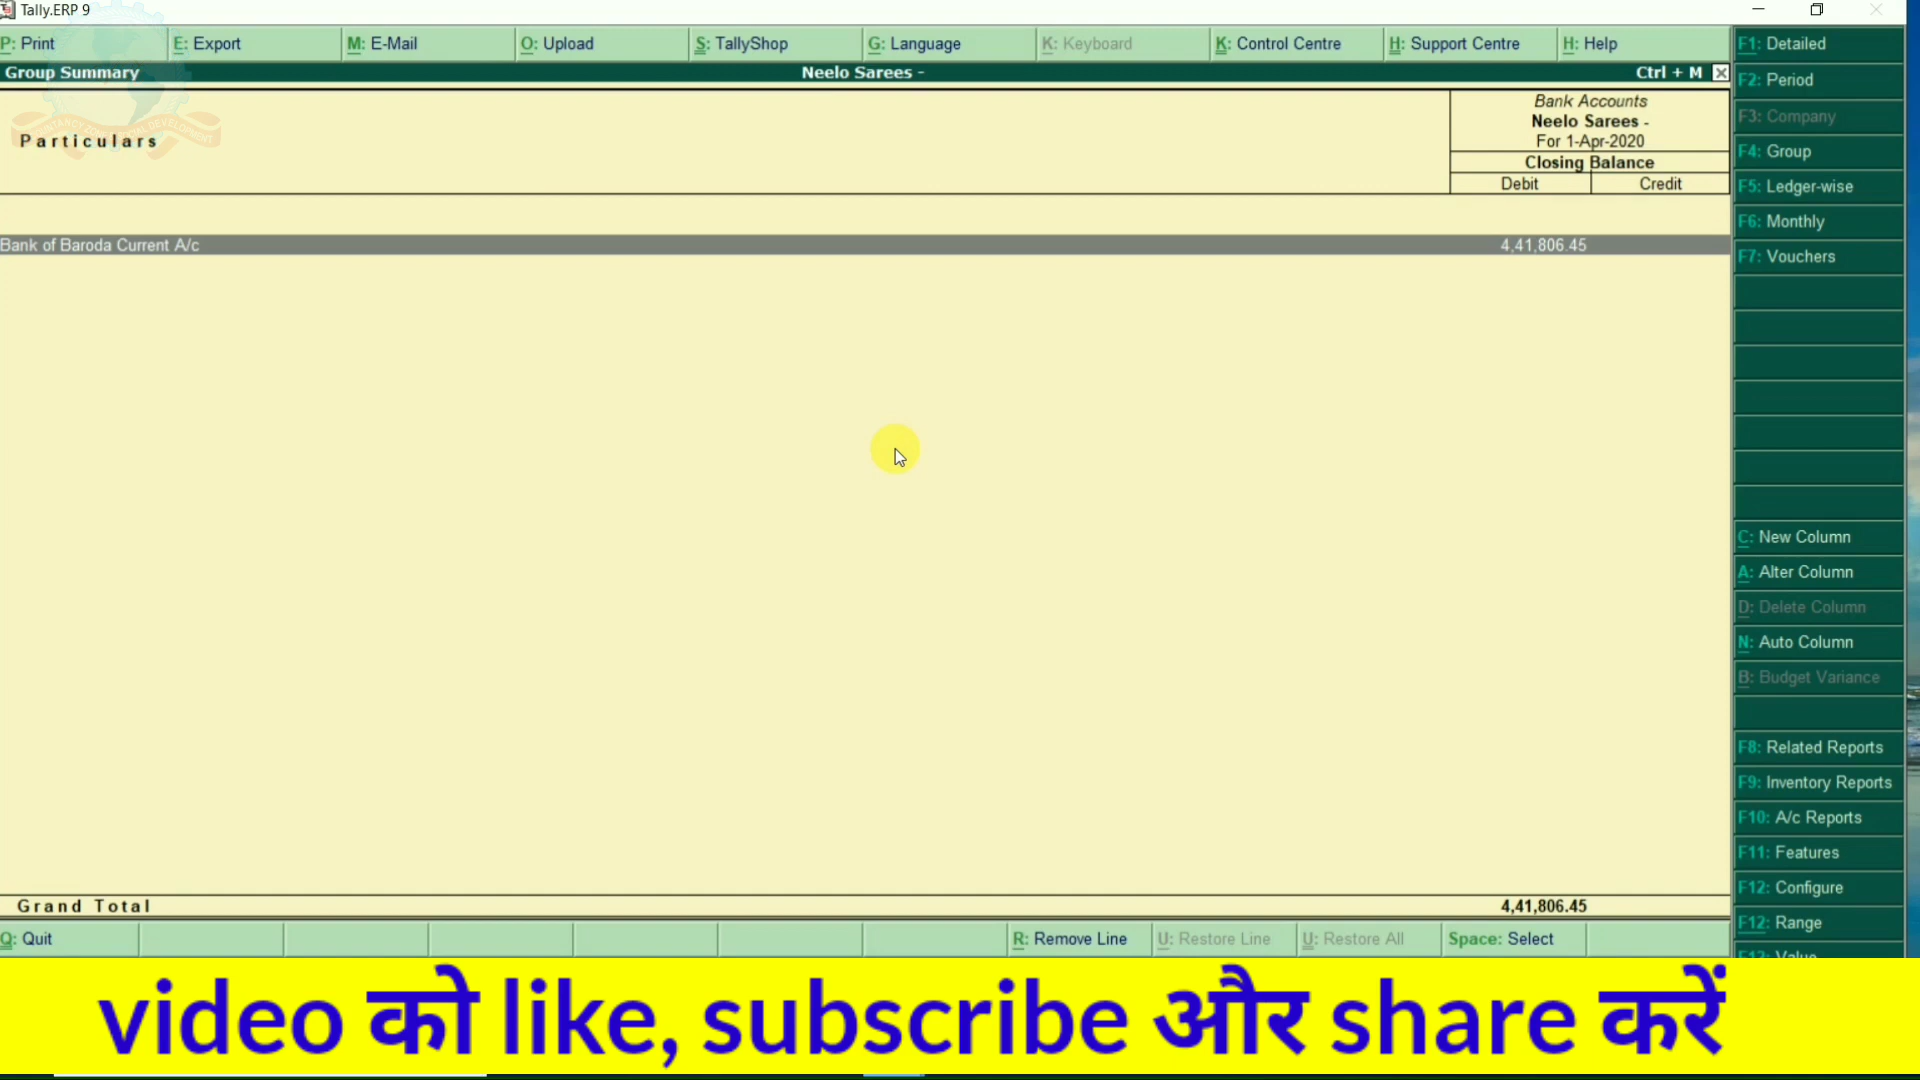 Tally.ERP 9
P: Print E: Export M: E-Mail O: Upload S: TallyShop G: Language K: Keyboard K: Control Centre H: Support Centre H: Help
Group Summary Neelo Sarees - Ctrl + M
Particulars
Bank Accounts
Neelo Sarees -
For 1-Apr-2020
Closing Balance
Debit Credit
Bank of Baroda Current A/c 4,41,806.45
Grand Total 4,41,806.45
Q: Quit R: Remove Line U: Restore Line U: Restore All Space: Select
F1: Detailed
F2: Period
F3: Company
F4: Group
F5: Ledger-wise
F6: Monthly
F7: Vouchers
C: New Column
A: Alter Column
D: Delete Column
N: Auto Column
B: Budget Variance
F8: Related Reports
F9: Inventory Reports
F10: A/c Reports
F11: Features
F12: Configure
F12: Range
F12: Value
video को like, subscribe और share करें